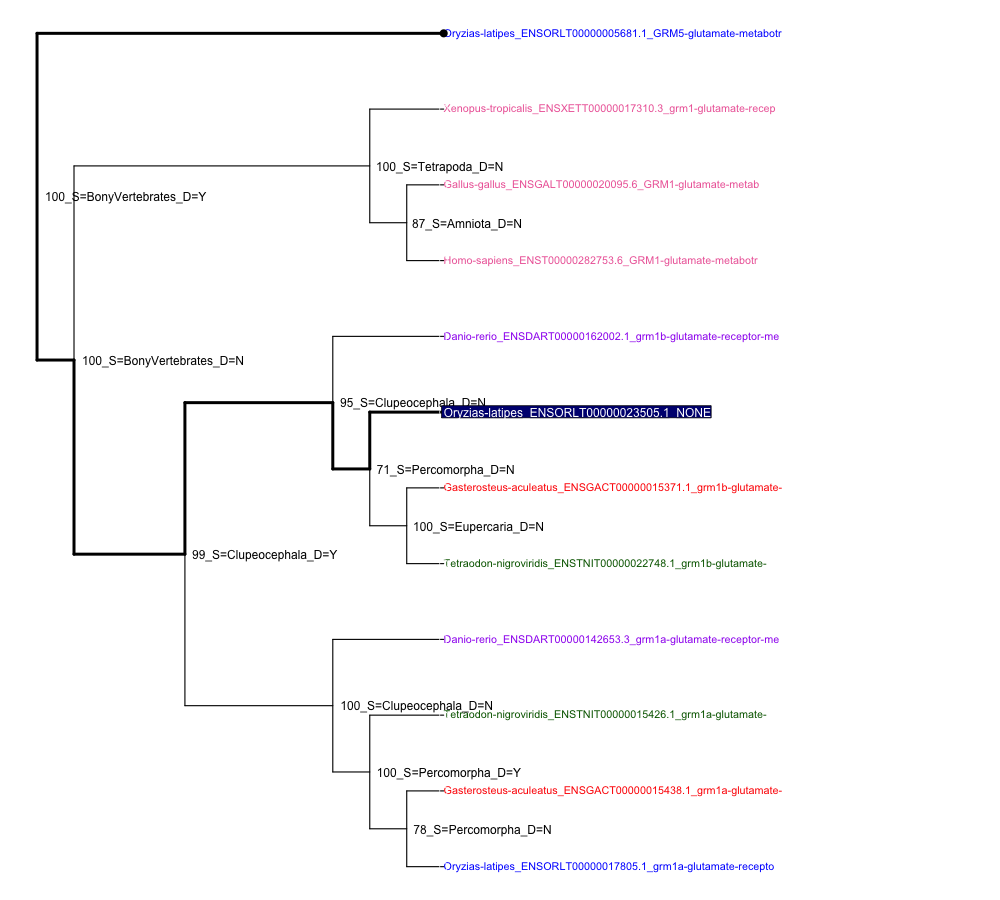 Oryzias-latipes_ENSORLT00000005681.1_GRM5-glutamate-metabotr
Xenopus-tropicalis_ENSXETT00000017310.3_grm1-glutamate-recep
100_S=Tetrapoda_D=N
Gallus-gallus_ENSGALT00000020095.6_GRM1-glutamate-metab
100_S=BonyVertebrates_D=Y
87_S=Amniota_D=N
Homo-sapiens_ENST00000282753.6_GRM1-glutamate-metabotr
Danio-rerio_ENSDART00000162002.1_grm1b-glutamate-receptor-me
100_S=BonyVertebrates_D=N
95_S=Clupeocephala_D=N
Oryzias-latipes_ENSORLT00000023505.1_NONE
71_S=Percomorpha_D=N
Gasterosteus-aculeatus_ENSGACT00000015371.1_grm1b-glutamate-
100_S=Eupercaria_D=N
99_S=Clupeocephala_D=Y
Tetraodon-nigroviridis_ENSTNIT00000022748.1_grm1b-glutamate-
Danio-rerio_ENSDART00000142653.3_grm1a-glutamate-receptor-me
100_S=Clupeocephala_D=N
Tetraodon-nigroviridis_ENSTNIT00000015426.1_grm1a-glutamate-
100_S=Percomorpha_D=Y
Gasterosteus-aculeatus_ENSGACT00000015438.1_grm1a-glutamate-
78_S=Percomorpha_D=N
Oryzias-latipes_ENSORLT00000017805.1_grm1a-glutamate-recepto